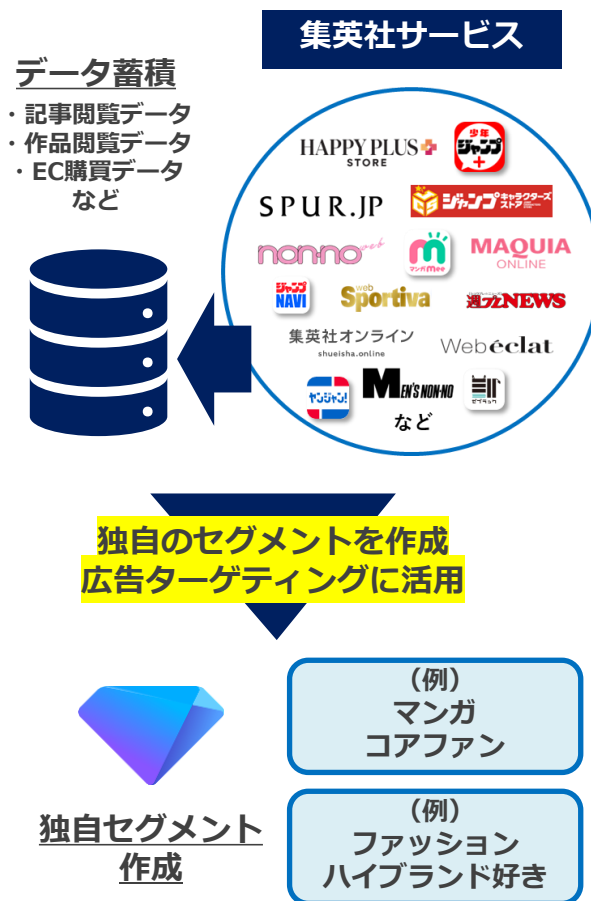 集英社サービス
データ蓄積
・記事閲覧データ
・作品閲覧データ
・EC購買データ
など
HAPPY PLUS
STORE
少年
ジャンプ
+
SPUR.JP
ジャンプキャラクターズ
ストア
non-no web
マンガMee
MAQUIA
ONLINE
ジャンプ
NAVI
web
Sportiva
週プレNEWS
集英社オンライン
shueisha.online
Web éclat
ヤンジャン!
MEN'S NON-NO
ゼブラック
など
独自のセグメントを作成
広告ターゲティングに活用
独自セグメント
作成
（例）
マンガ
コアファン
（例）
ファッション
ハイブランド好き